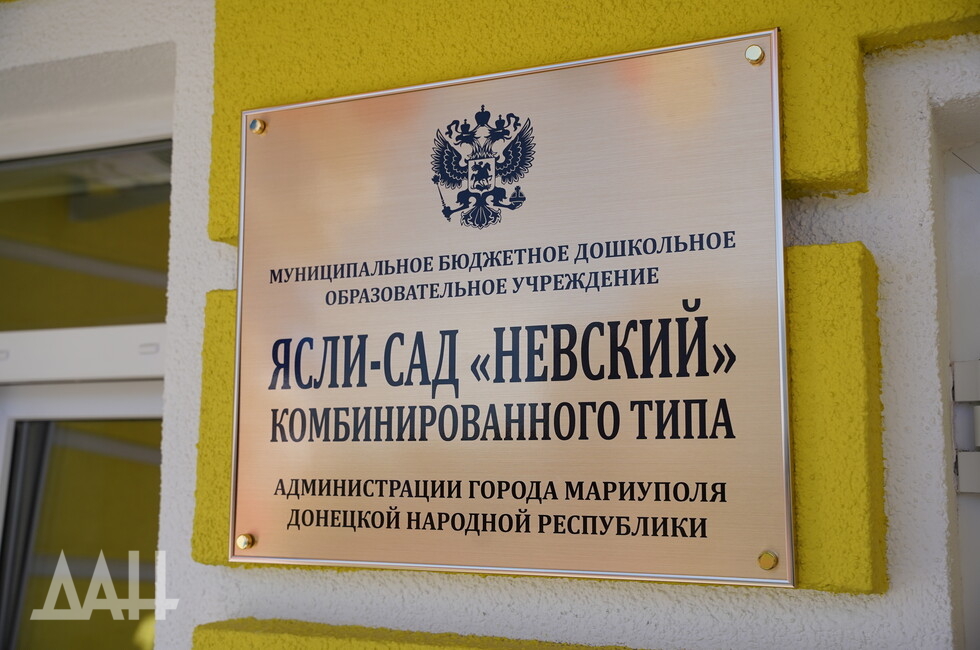 МУНИЦИПАЛЬНОЕ БЮДЖЕТНОЕ ДОШКОЛЬНОЕ
ОБРАЗОВАТЕЛЬНОЕ УЧРЕЖДЕНИЕ
ЯСЛИ-САД «НЕВСКИЙ»
КОМБИНИРОВАННОГО ТИПА
АДМИНИСТРАЦИИ ГОРОДА МАРИУПОЛЯ
ДОНЕЦКОЙ НАРОДНОЙ РЕСПУБЛИКИ
ДАН